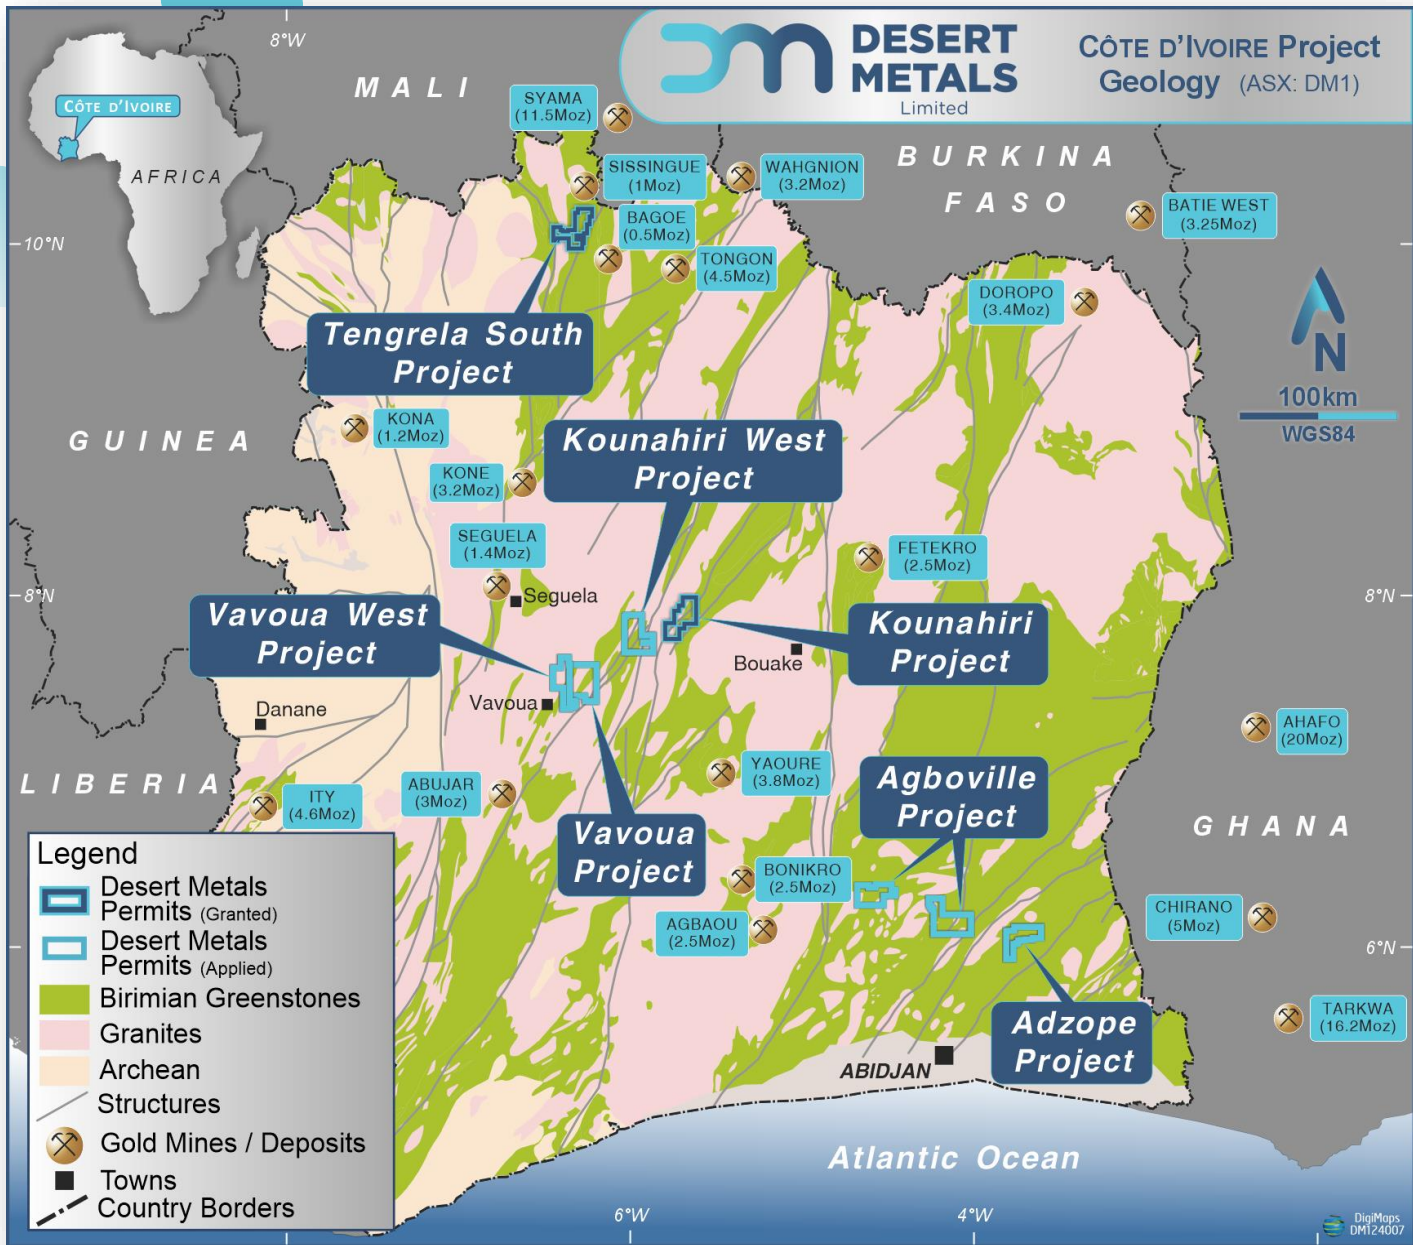 DESERT
METALS
Limited
CÔTE D'IVOIRE Project
Geology (ASX: DM1)
8°W
CÔTE D'IVOIRE
AFRICA
MALI
SYAMA
(11.5Moz)
SISSINGUE
(1Moz)
WAHGNION
(3.2Moz)
BURKINA
FASO
BATIE WEST
(3.25Moz)
BAGOE
(0.5Moz)
TONGON
(4.5Moz)
10°N
DOROPO
(3.4Moz)
Tengrela South
Project
N
100km
WGS84
GUINEA
KONA
(1.2Moz)
KONE
(3.2Moz)
Kounahiri West
Project
SEGUELA
(1.4Moz)
FETEKRO
(2.5Moz)
8°N
Seguela
8°N
Vavoua West
Project
Kounahiri
Project
Bouake
Vavoua
Danane
AHAFO
(20Moz)
LIBERIA
ITY
(4.6Moz)
ABUJAR
(3Moz)
YAOURE
(3.8Moz)
Agboville
Project
GHANA
Vavoua
Project
BONIKRO
(2.5Moz)
AGBAOU
(2.5Moz)
CHIRANO
(5Moz)
6°N
Adzope
Project
TARKWA
(16.2Moz)
ABIDJAN
Atlantic Ocean
6°W
4°W
Legend
Desert Metals
Permits (Granted)
Desert Metals
Permits (Applied)
Birimian Greenstones
Granites
Archean
Structures
Gold Mines / Deposits
Towns
Country Borders
DigiMaps
DM124007